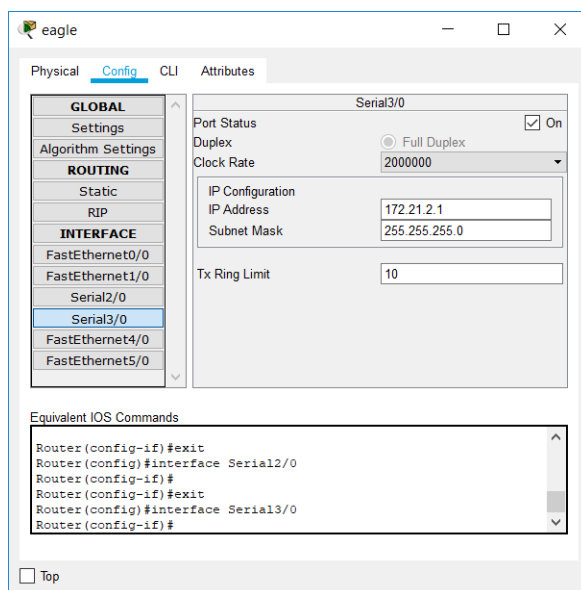 eagle
Physical Config CLI Attributes
GLOBAL
Settings
Algorithm Settings
ROUTING
Static
RIP
INTERFACE
FastEthernet0/0
FastEthernet1/0
Serial2/0
Serial3/0
FastEthernet4/0
FastEthernet5/0
Serial3/0
Port Status On
Duplex Full Duplex
Clock Rate 2000000
IP Configuration
IP Address 172.21.2.1
Subnet Mask 255.255.255.0
Tx Ring Limit 10
Equivalent IOS Commands
Router(config-if)#exit
Router(config)#interface Serial2/0
Router(config-if)#
Router(config-if)#exit
Router(config)#interface Serial3/0
Router(config-if)#
Top